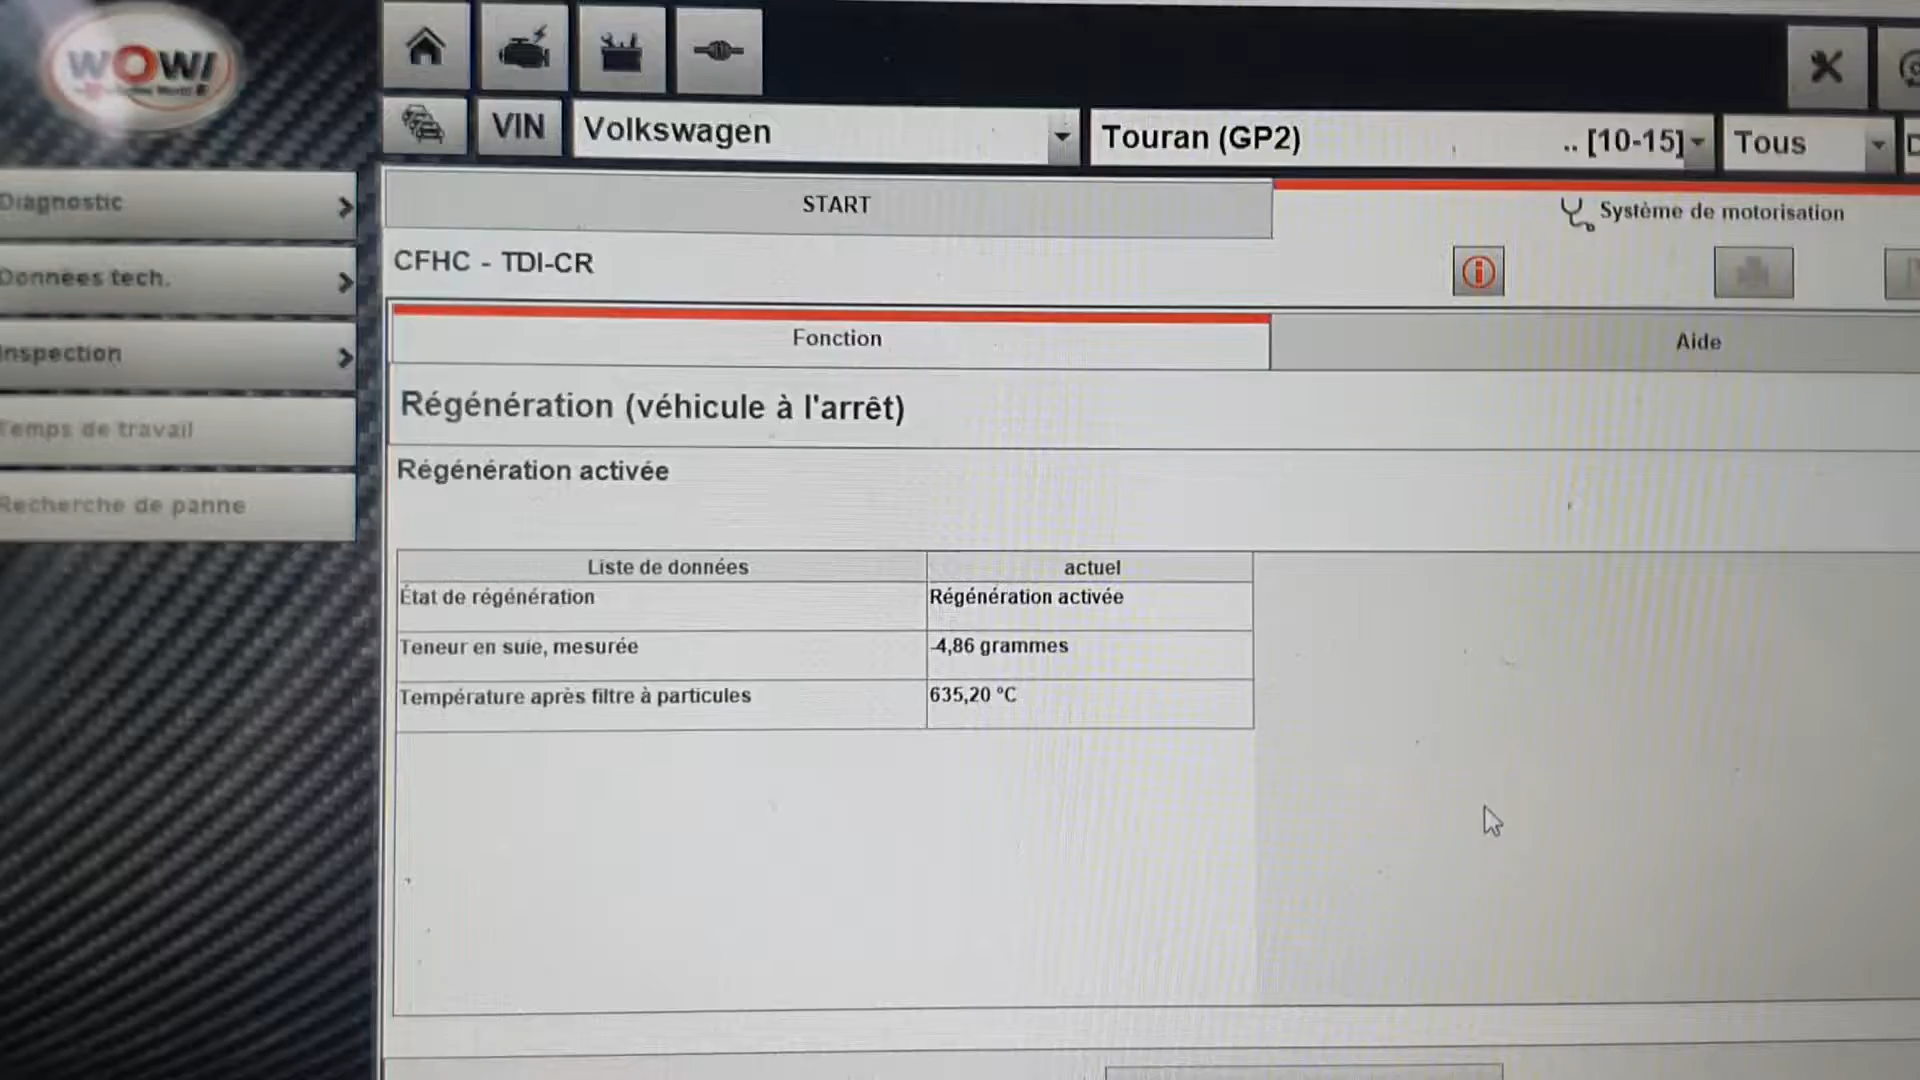 WOW!
VIN
Volkswagen
Touran (GP2) .. [10-15]
Tous
Diagnostic
Données tech.
Inspection
Temps de travail
Recherche de panne
START
Système de motorisation
CFHC - TDI-CR
Fonction
Aide
Régénération (véhicule à l'arrêt)
Régénération activée
Liste de données actuel
État de régénération Régénération activée
Teneur en suie, mesurée -4,86 grammes
Température après filtre à particules 635,20 °C